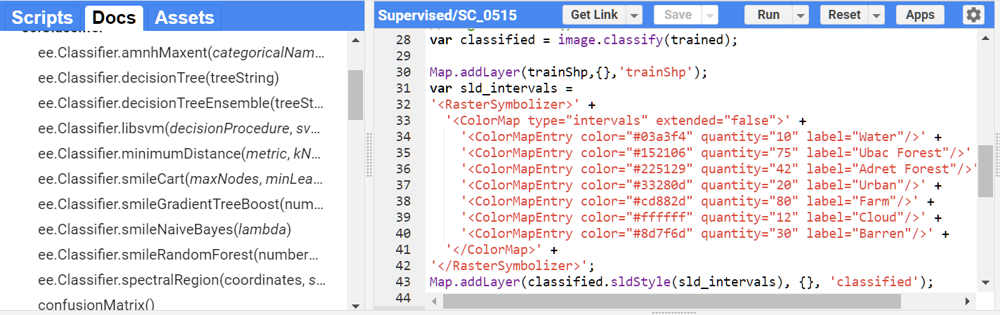 Scripts Docs Assets
ee.Classifier.amnhMaxent(categoricalNam...
ee.Classifier.decisionTree(treeString)
ee.Classifier.decisionTreeEnsemble(treeSt...
ee.Classifier.libsvm(decisionProcedure, sv...
ee.Classifier.minimumDistance(metric, kN...
ee.Classifier.smileCart(maxNodes, minLea...
ee.Classifier.smileGradientTreeBoost(num...
ee.Classifier.smileNaiveBayes(lambda)
ee.Classifier.smileRandomForest(number...
ee.Classifier.spectralRegion(coordinates, s...
confusionMatrix()
Supervised/SC_0515 Get Link Save Run Reset Apps
28 var classified = image.classify(trained);
29
30 Map.addLayer(trainShp,{},'trainShp');
31 var sld_intervals =
32 '<RasterSymbolizer>' +
33 '<ColorMap type="intervals" extended="false">' +
34 '<ColorMapEntry color="#03a3f4" quantity="10" label="Water"/>' +
35 '<ColorMapEntry color="#152106" quantity="75" label="Ubac Forest"/>'
36 '<ColorMapEntry color="#225129" quantity="42" label="Adret Forest"/>'
37 '<ColorMapEntry color="#33280d" quantity="20" label="Urban"/>' +
38 '<ColorMapEntry color="#cd882d" quantity="80" label="Farm"/>' +
39 '<ColorMapEntry color="#ffffff" quantity="12" label="Cloud"/>' +
40 '<ColorMapEntry color="#8d7f6d" quantity="30" label="Barren"/>' +
41 '</ColorMap>' +
42 '</RasterSymbolizer>';
43 Map.addLayer(classified.sldStyle(sld_intervals), {}, 'classified');
44